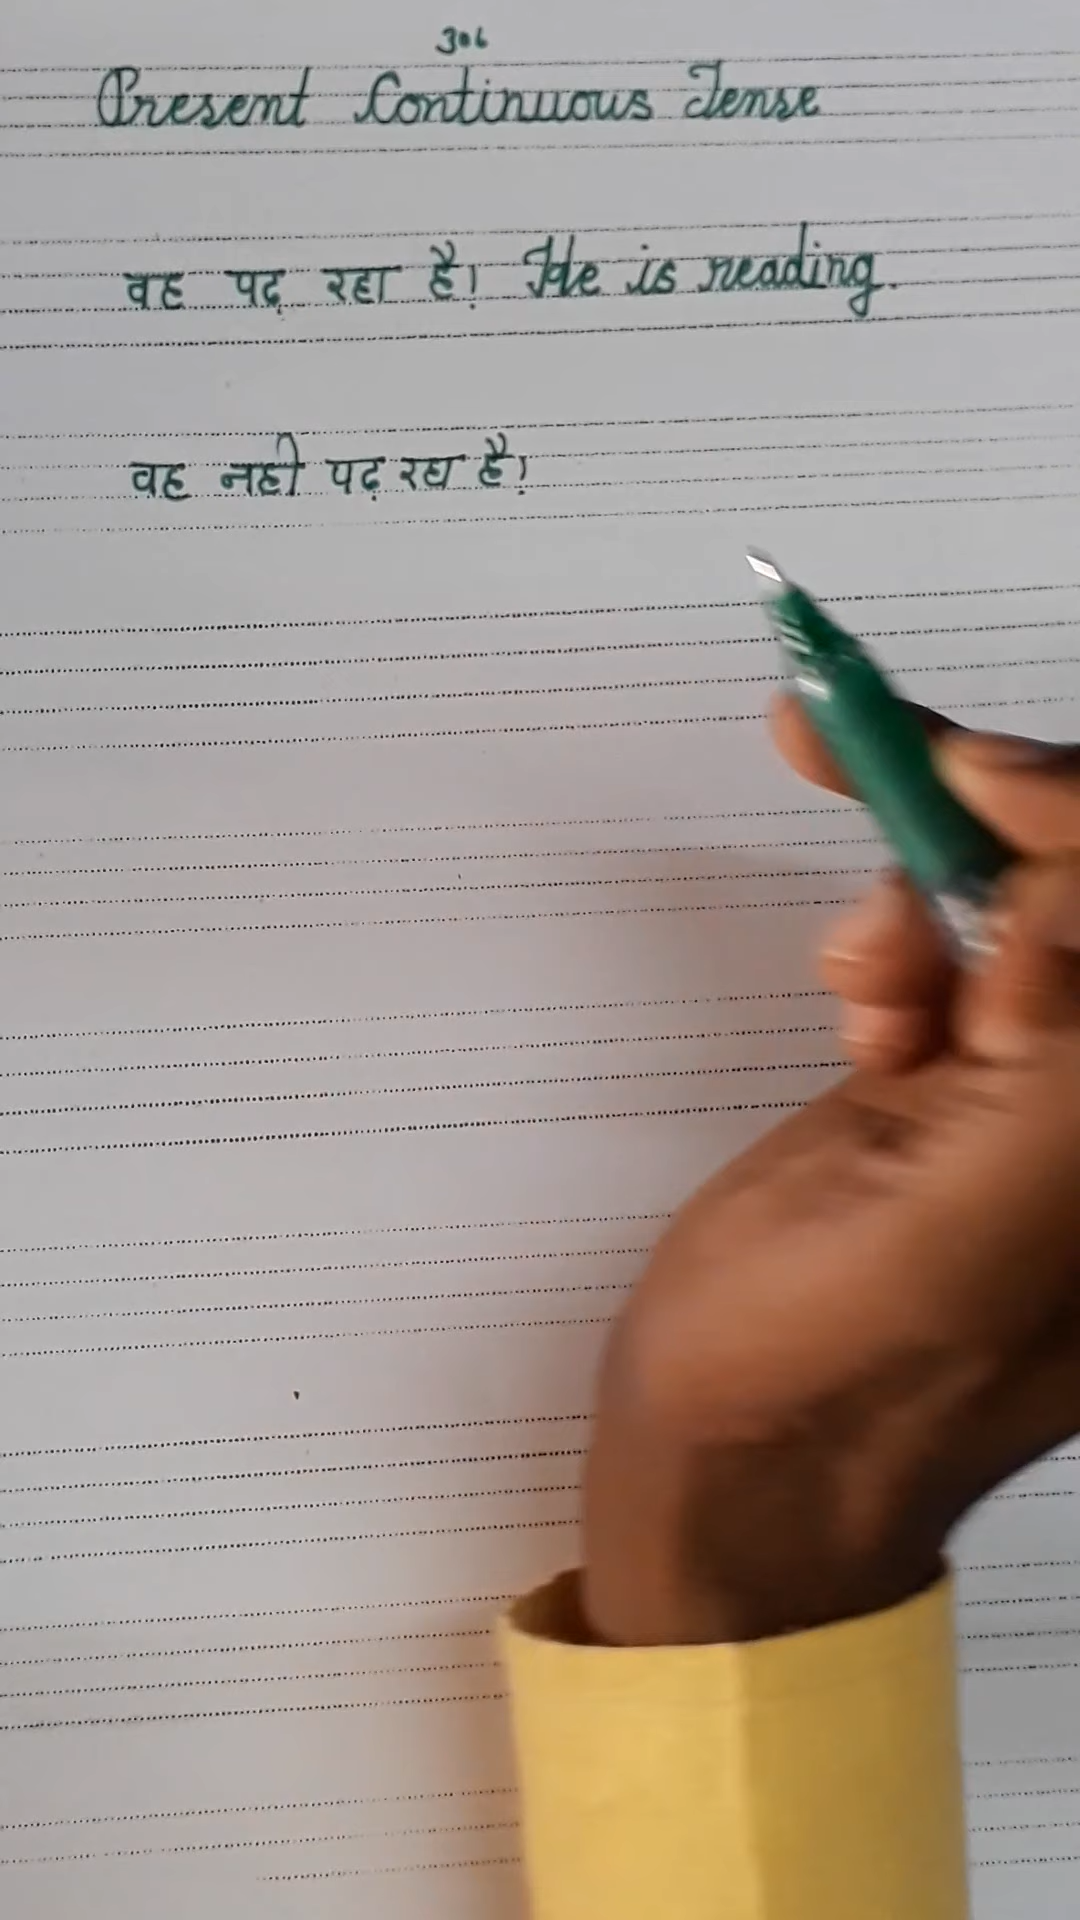 306
Present Continuous Tense
वह पढ़ रहा है। He is reading.
वह नही पढ़ रहा है।